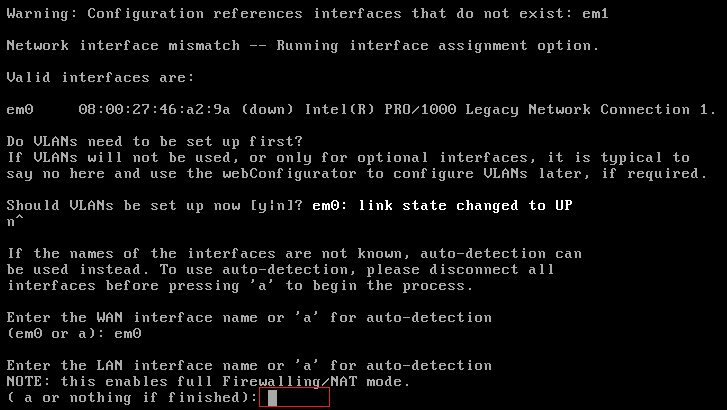 Warning: Configuration references interfaces that do not exist: em1
Network interface mismatch -- Running interface assignment option.
Valid interfaces are:
em0 08:00:27:46:a2:9a (down) Intel(R) PRO/1000 Legacy Network Connection 1.
Do VLANs need to be set up first?
If VLANs will not be used, or only for optional interfaces, it is typical to
say no here and use the webConfigurator to configure VLANs later, if required.
Should VLANs be set up now [y|n]? em0: link state changed to UP
n^
If the names of the interfaces are not known, auto-detection can
be used instead. To use auto-detection, please disconnect all
interfaces before pressing 'a' to begin the process.
Enter the WAN interface name or 'a' for auto-detection
(em0 or a): em0
Enter the LAN interface name or 'a' for auto-detection
NOTE: this enables full Firewalling/NAT mode.
( a or nothing if finished):